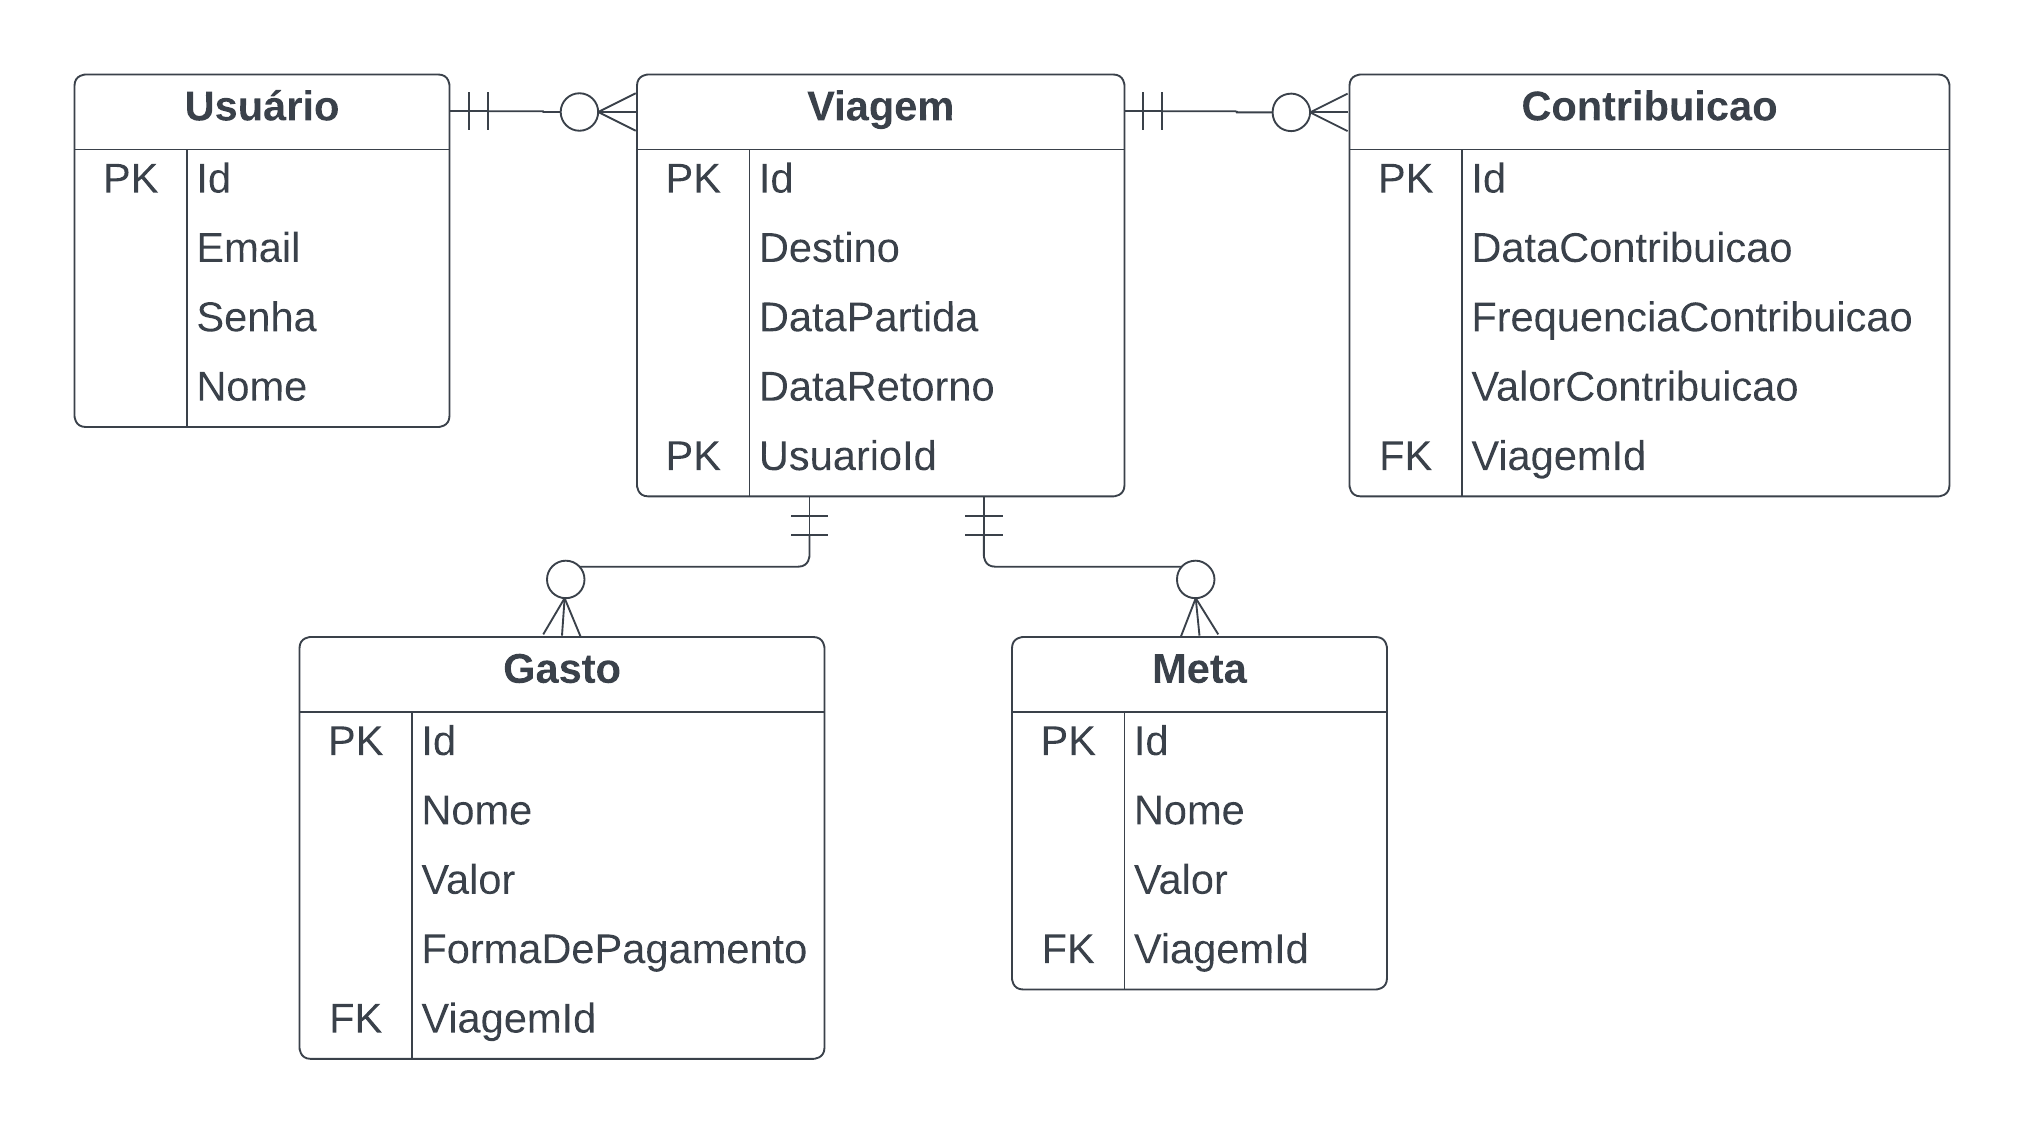 Usuário
PK Id
Email
Senha
Nome
Viagem
PK Id
Destino
DataPartida
DataRetorno
PK UsuarioId
Contribuicao
PK Id
DataContribuicao
FrequenciaContribuicao
ValorContribuicao
FK ViagemId
Gasto
PK Id
Nome
Valor
FormaDePagamento
FK ViagemId
Meta
PK Id
Nome
Valor
FK ViagemId